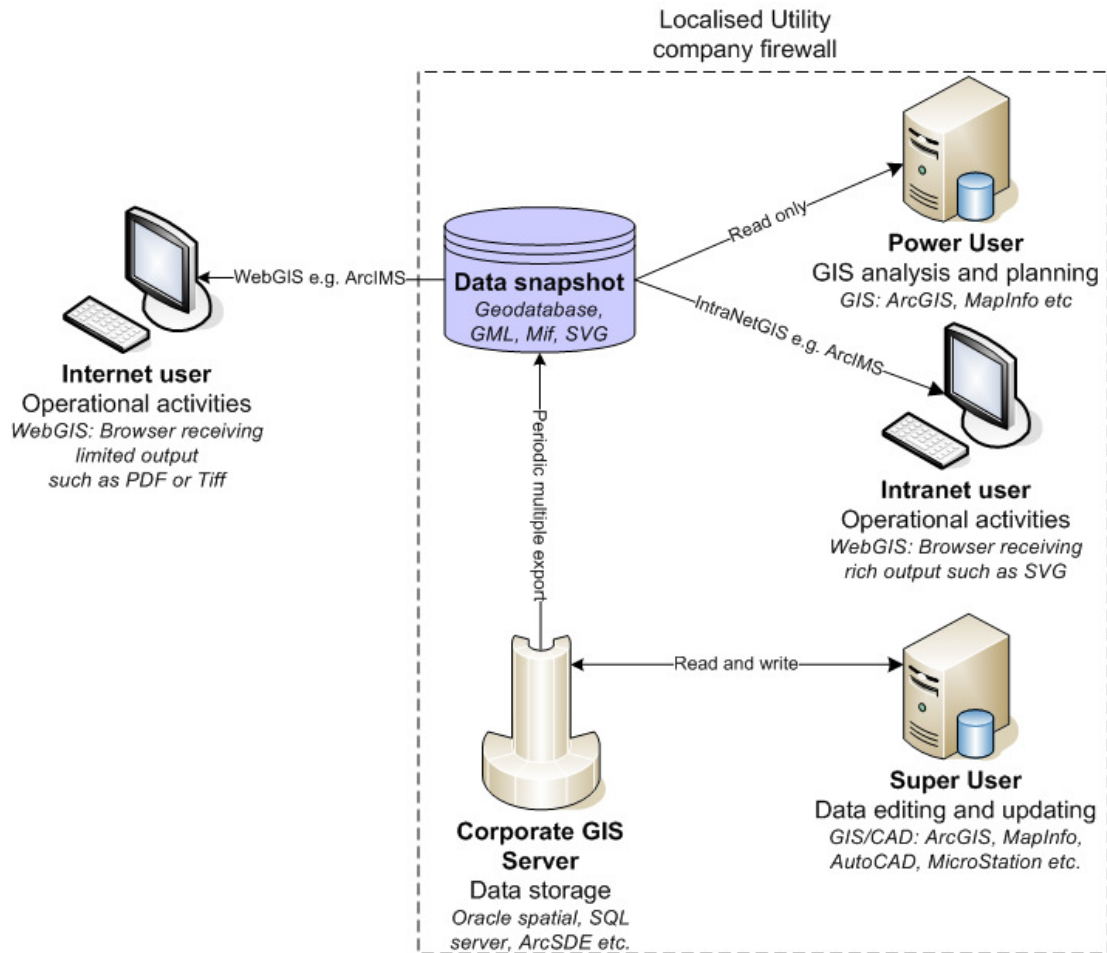 Localised Utility
company firewall
Read only
Power User
GIS analysis and planning
GIS: ArcGIS, MapInfo etc
WebGIS e.g. ArcIMS
Data snapshot
Geodatabase,
GML, Mif, SVG
IntraNetGIS e.g. ArcIMS
Internet user
Operational activities
WebGIS: Browser receiving
limited output
such as PDF or Tiff
Periodic multiple export
Intranet user
Operational activities
WebGIS: Browser receiving
rich output such as SVG
Read and write
Super User
Data editing and updating
GIS/CAD: ArcGIS, MapInfo,
AutoCAD, MicroStation etc.
Corporate GIS
Server
Data storage
Oracle spatial, SQL
server, ArcSDE etc.